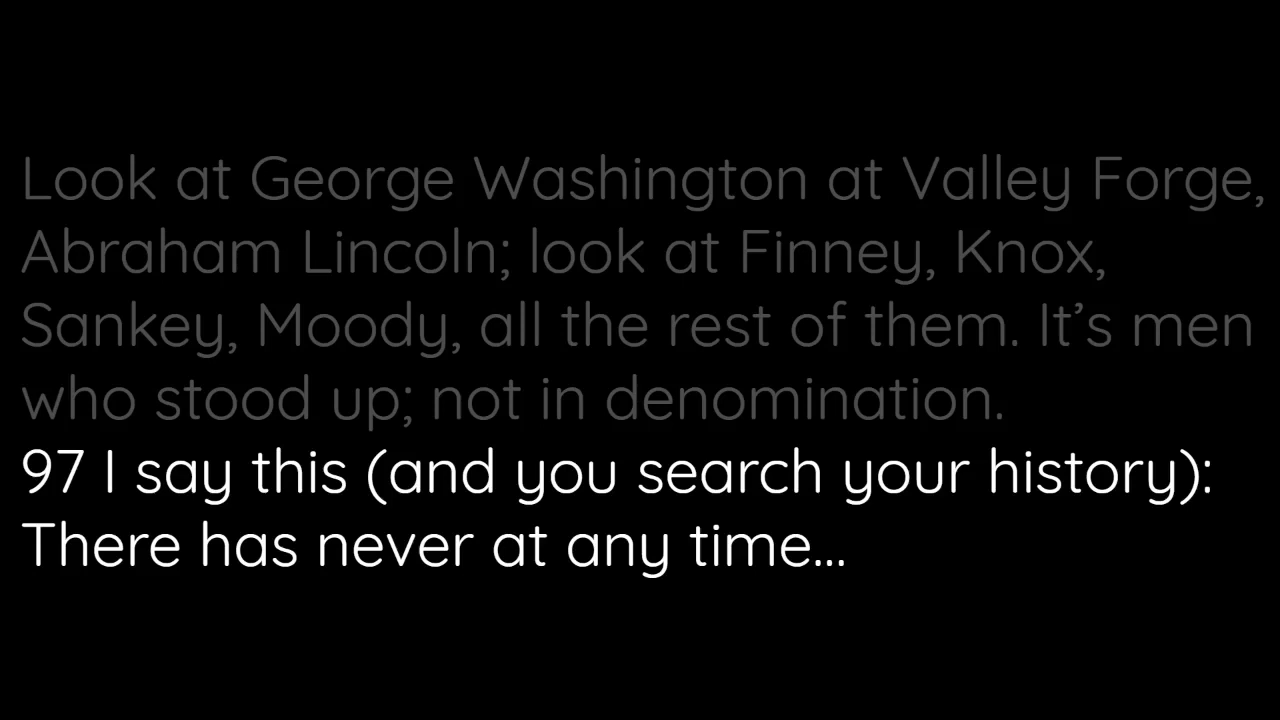 Look at George Washington at Valley Forge,
Abraham Lincoln; look at Finney, Knox,
Sankey, Moody, all the rest of them. It’s men
who stood up; not in denomination.
97 I say this (and you search your history):
There has never at any time...